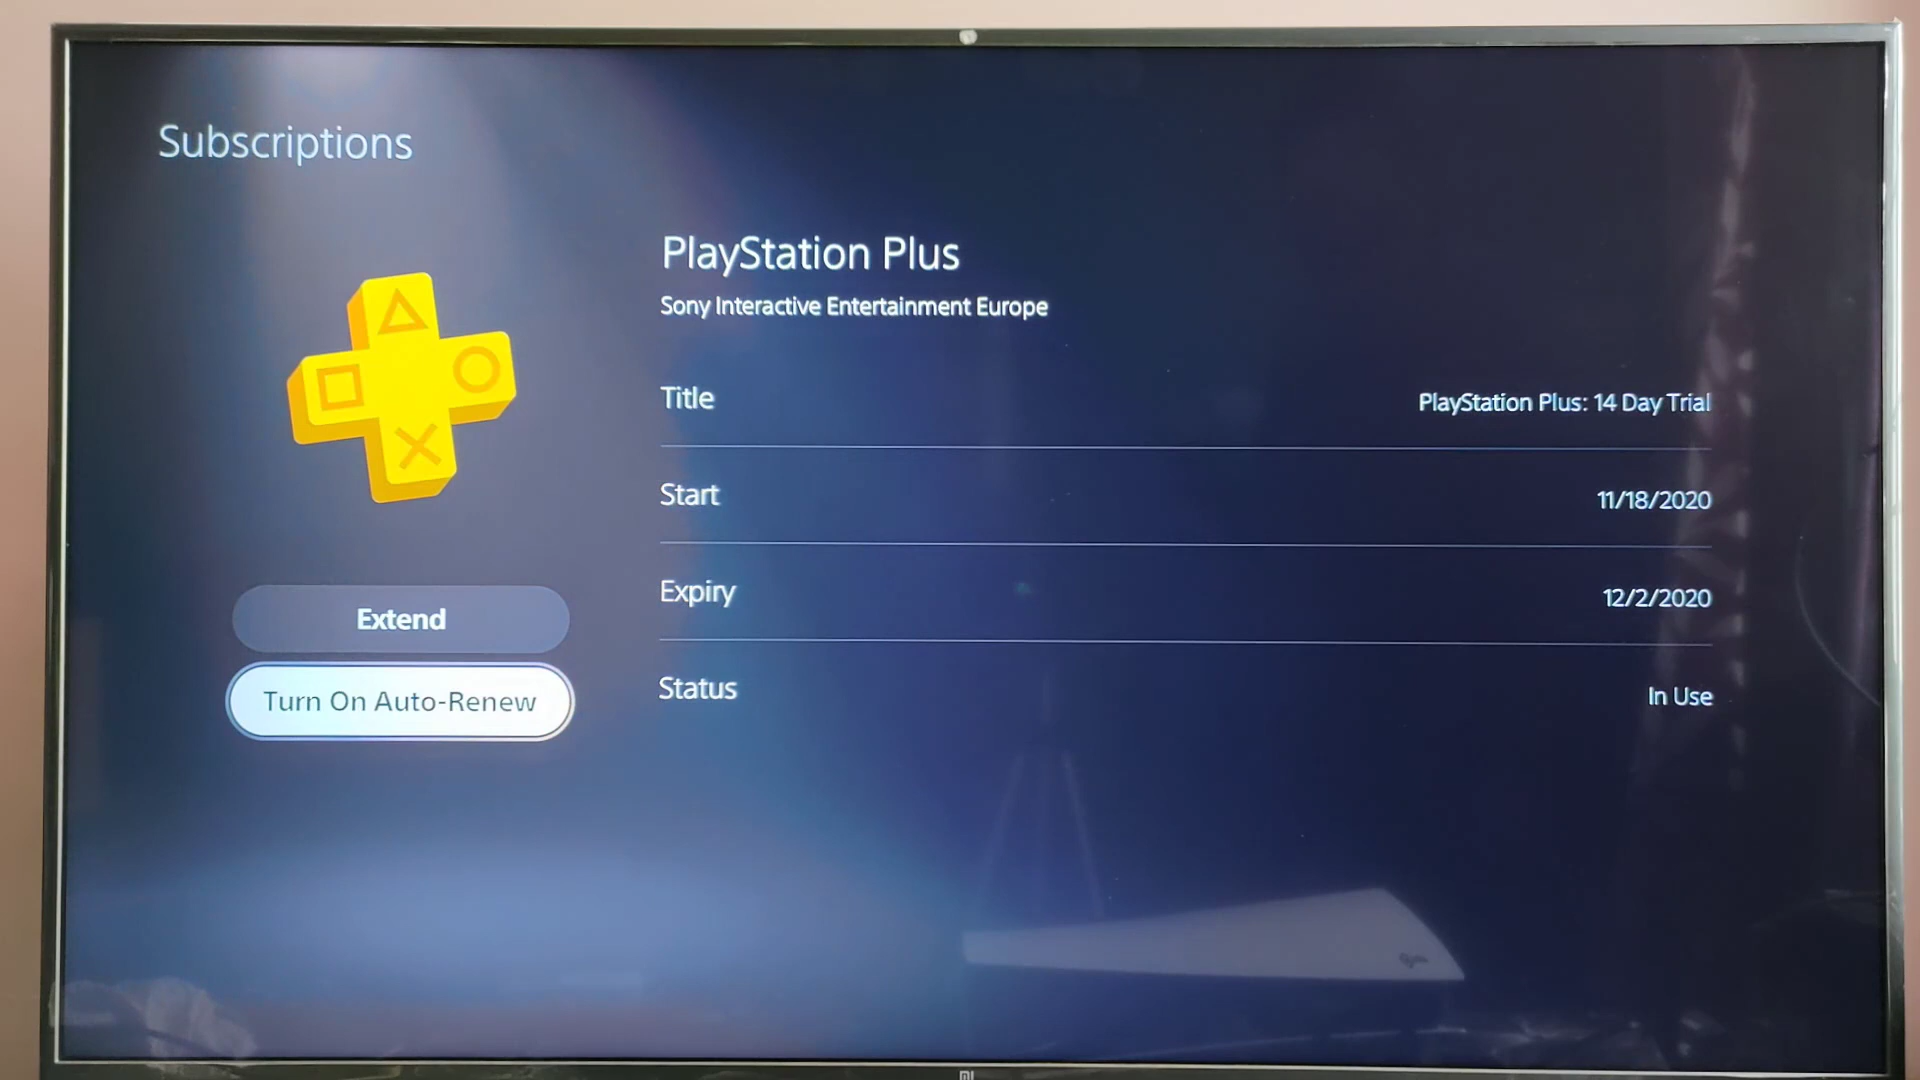 Subscriptions
PlayStation Plus
Sony Interactive Entertainment Europe
Title PlayStation Plus: 14 Day Trial
Start 11/18/2020
Expiry 12/2/2020
Status In Use
Extend
Turn On Auto-Renew
mi